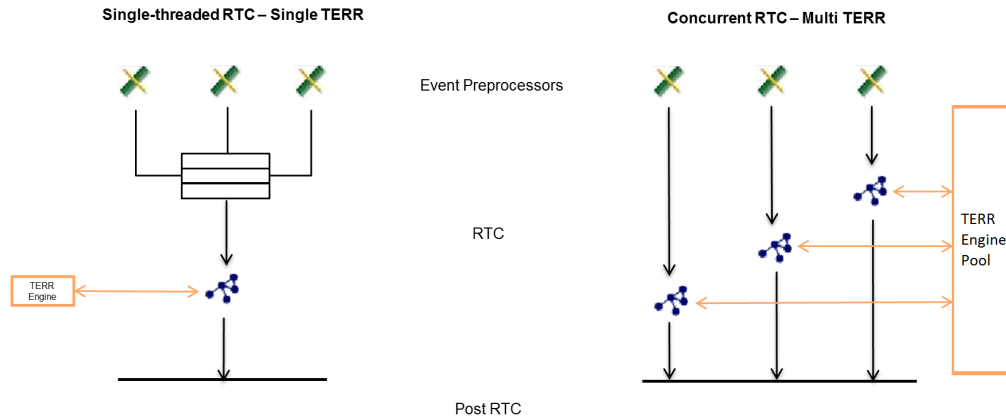 Single-threaded RTC – Single TERR
Concurrent RTC – Multi TERR
Event Preprocessors
RTC
TERR
Engine
TERR
Engine
Pool
Post RTC